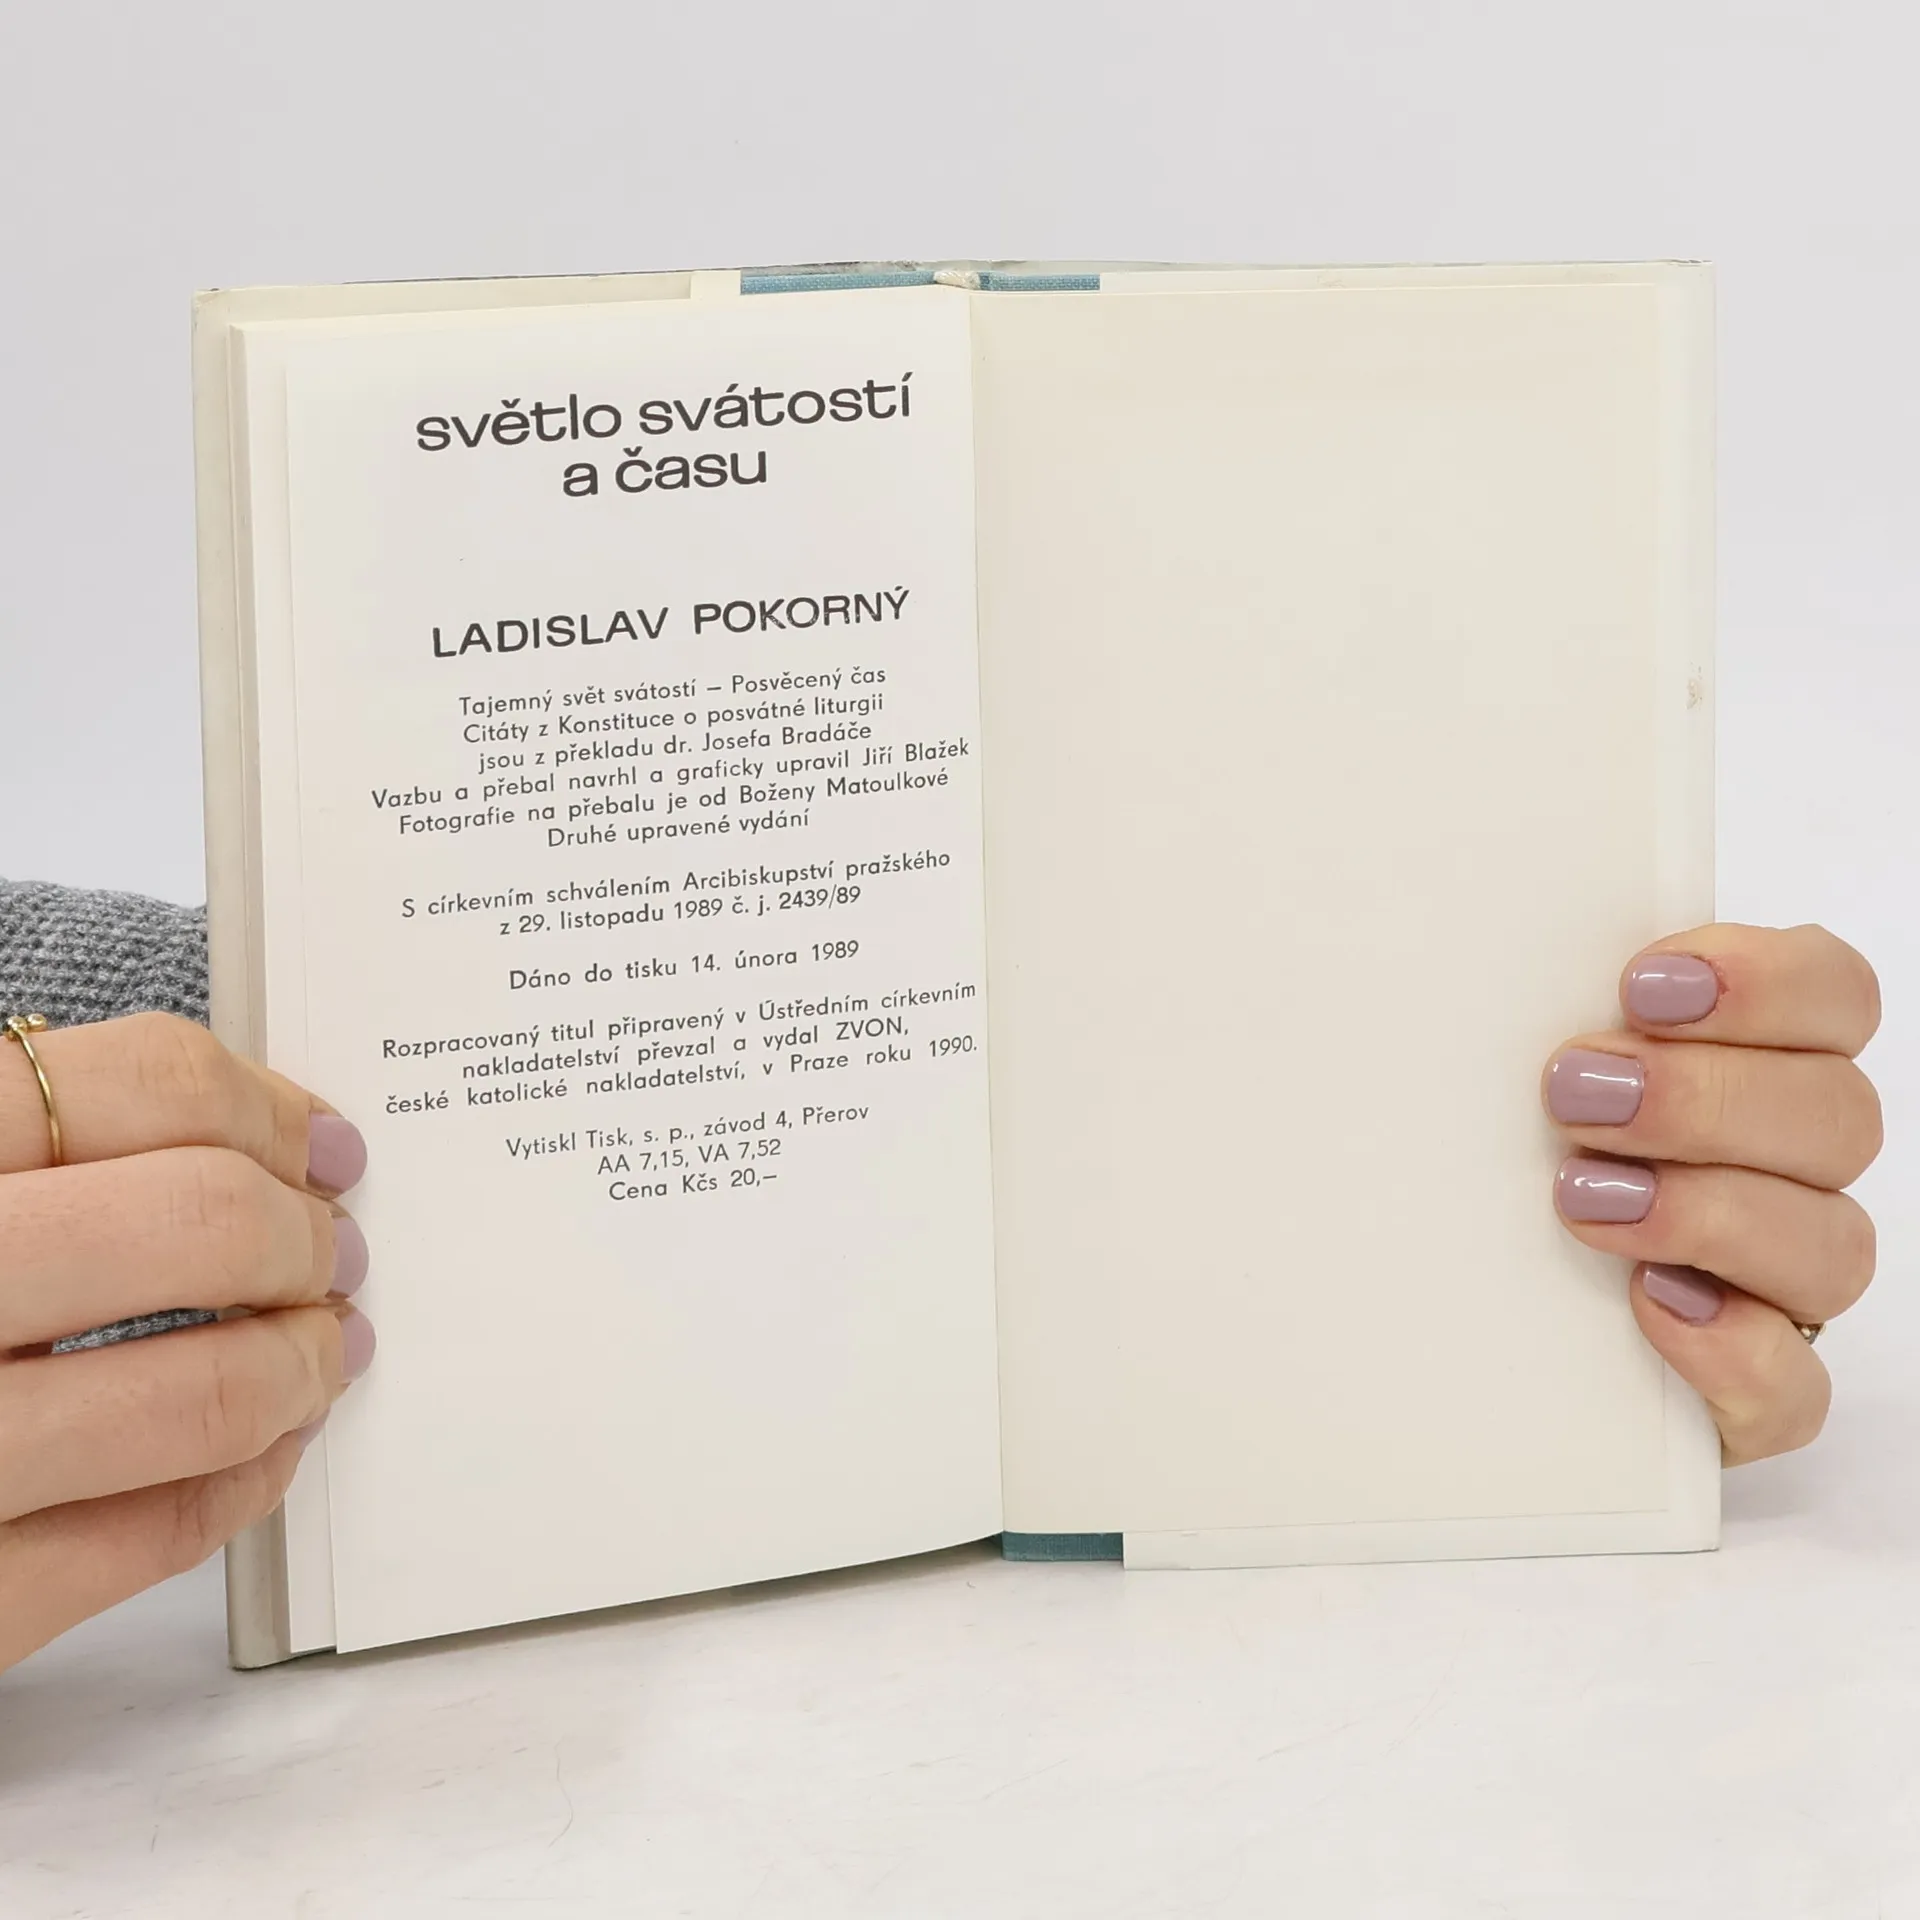 světlo svátostí
a času
LADISLAV POKORNÝ
Tajemný svět svátostí – Posvěcený čas
Citáty z Konstituce o posvátné liturgii
jsou z překladu dr. Josefa Bradáče
Vazbu a přebal navrhl a graficky upravil Jiří Blažek
Fotografie na přebalu je od Boženy Matoulkové
Druhé upravené vydání
S církevním schválením Arcibiskupství pražského
z 29. listopadu 1989 č. j. 2439/89
Dáno do tisku 14. února 1989
Rozpracovaný titul připravený v Ústředním církevním
nakladatelství převzal a vydal ZVON,
české katolické nakladatelství, v Praze roku 1990.
Vytiskl Tisk, s. p., závod 4, Přerov
AA 7,15, VA 7,52
Cena Kčs 20,–